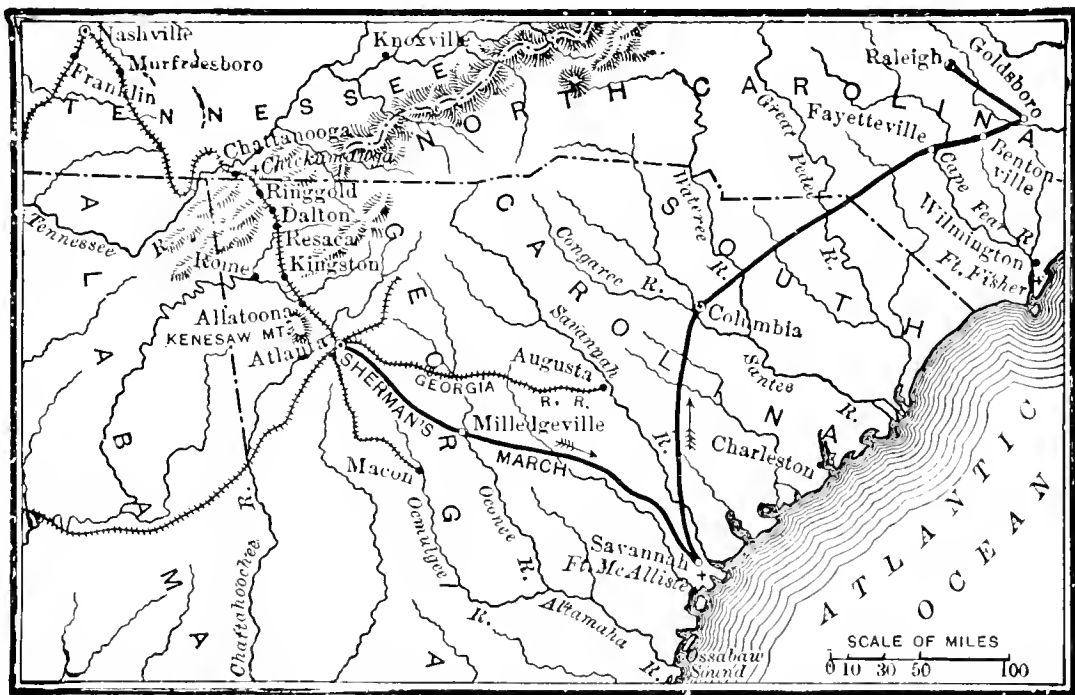 Nashville
Murfreesboro
Franklin
Knoxville
TENNESSEE
NORTH CAROLINA
Raleigh
Goldsboro
Fayetteville
Bentonville
Great Pedee R.
Cape Fear R.
Wilmington
Ft. Fisher
Chattanooga
Chickamauga
Ringgold
Dalton
Resaca
Kingston
Rome
Tennessee R.
Allatoona
KENESAW MT.
Atlanta
ALABAMA
GEORGIA
SOUTH
CAROLINA
Wateree R.
Congaree R.
Columbia
Santee R.
Savannah R.
Augusta
GEORGIA R. R.
SHERMAN'S MARCH
Milledgeville
Macon
Charleston
Ocmulgee R.
Oconee R.
Altamaha R.
Chattahoochee R.
Savannah
Ft. McAllister
Ossabaw
Sound
ATLANTIC
OCEAN
SCALE OF MILES
0 10 30 50 100